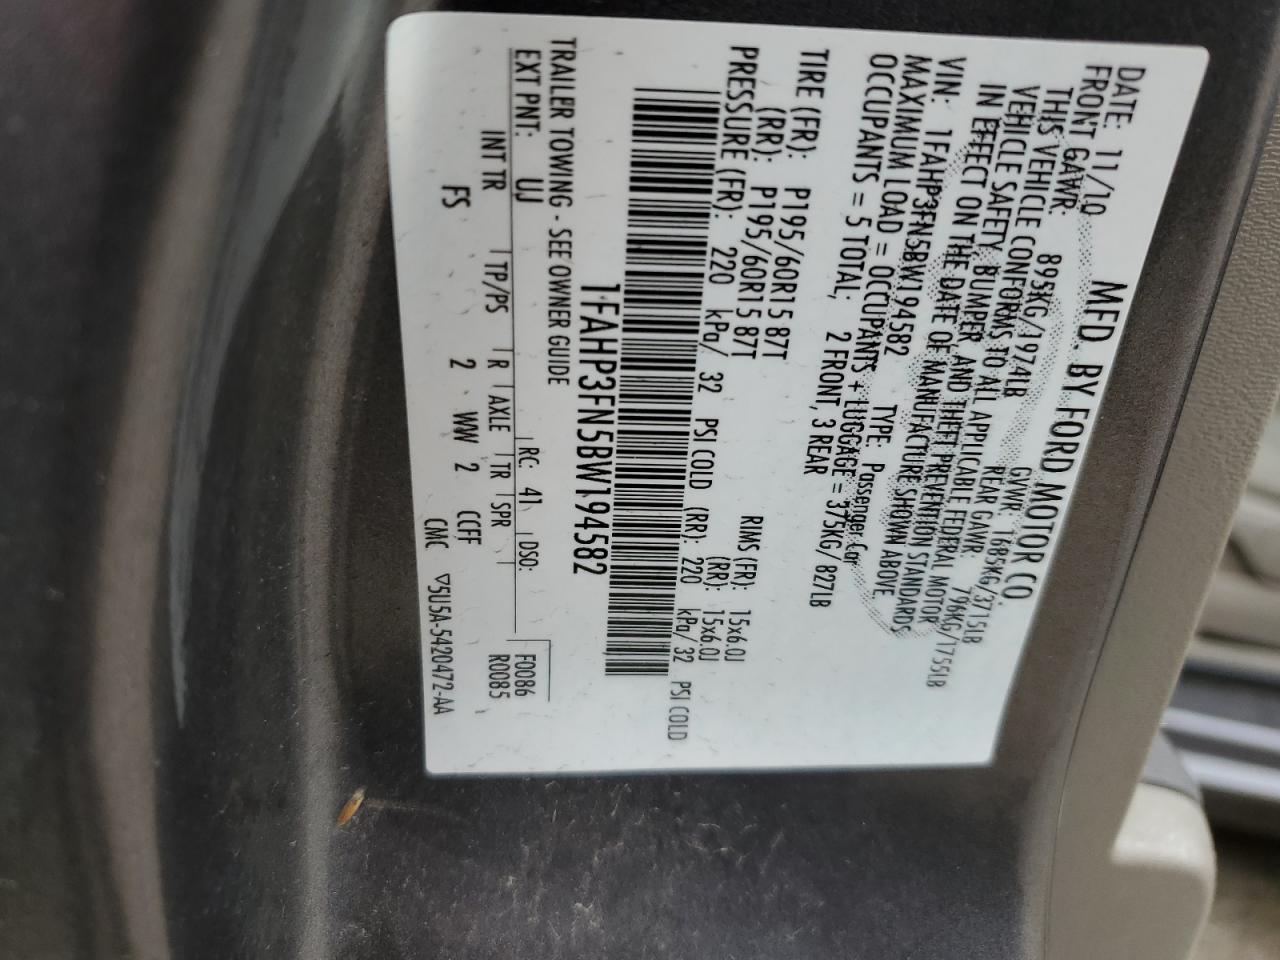 MFD. BY FORD MOTOR CO.
DATE: 11/10 GVWR: 1685KG/3715LB
FRONT GAWR: 895KG/1974LB REAR GAWR: 796KG/1755LB
THIS VEHICLE CONFORMS TO ALL APPLICABLE FEDERAL MOTOR
VEHICLE SAFETY, BUMPER, AND THEFT PREVENTION STANDARDS
IN EFFECT ON THE DATE OF MANUFACTURE SHOWN ABOVE.
VIN: 1FAHP3FN5BW194582 TYPE: Passenger Car
MAXIMUM LOAD = OCCUPANTS + LUGGAGE = 375KG/ 827LB
OCCUPANTS = 5 TOTAL; 2 FRONT, 3 REAR
TIRE (FR): P195/60R15 87T RIMS (FR): 15x6.0J
(RR): P195/60R15 87T (RR): 15x6.0J
PRESSURE (FR): 220 kPa/ 32 PSI COLD (RR): 220 kPa/ 32 PSI COLD
1FAHP3FN5BW194582
TRAILER TOWING - SEE OWNER GUIDE
F0086
R0085
EXT PNT: UJ RC: 41 DSO:
INT TR TP/PS R AXLE TR SPR
FS 2 WW 2 CCFF
CMC ▽5U5A-5420472-AA